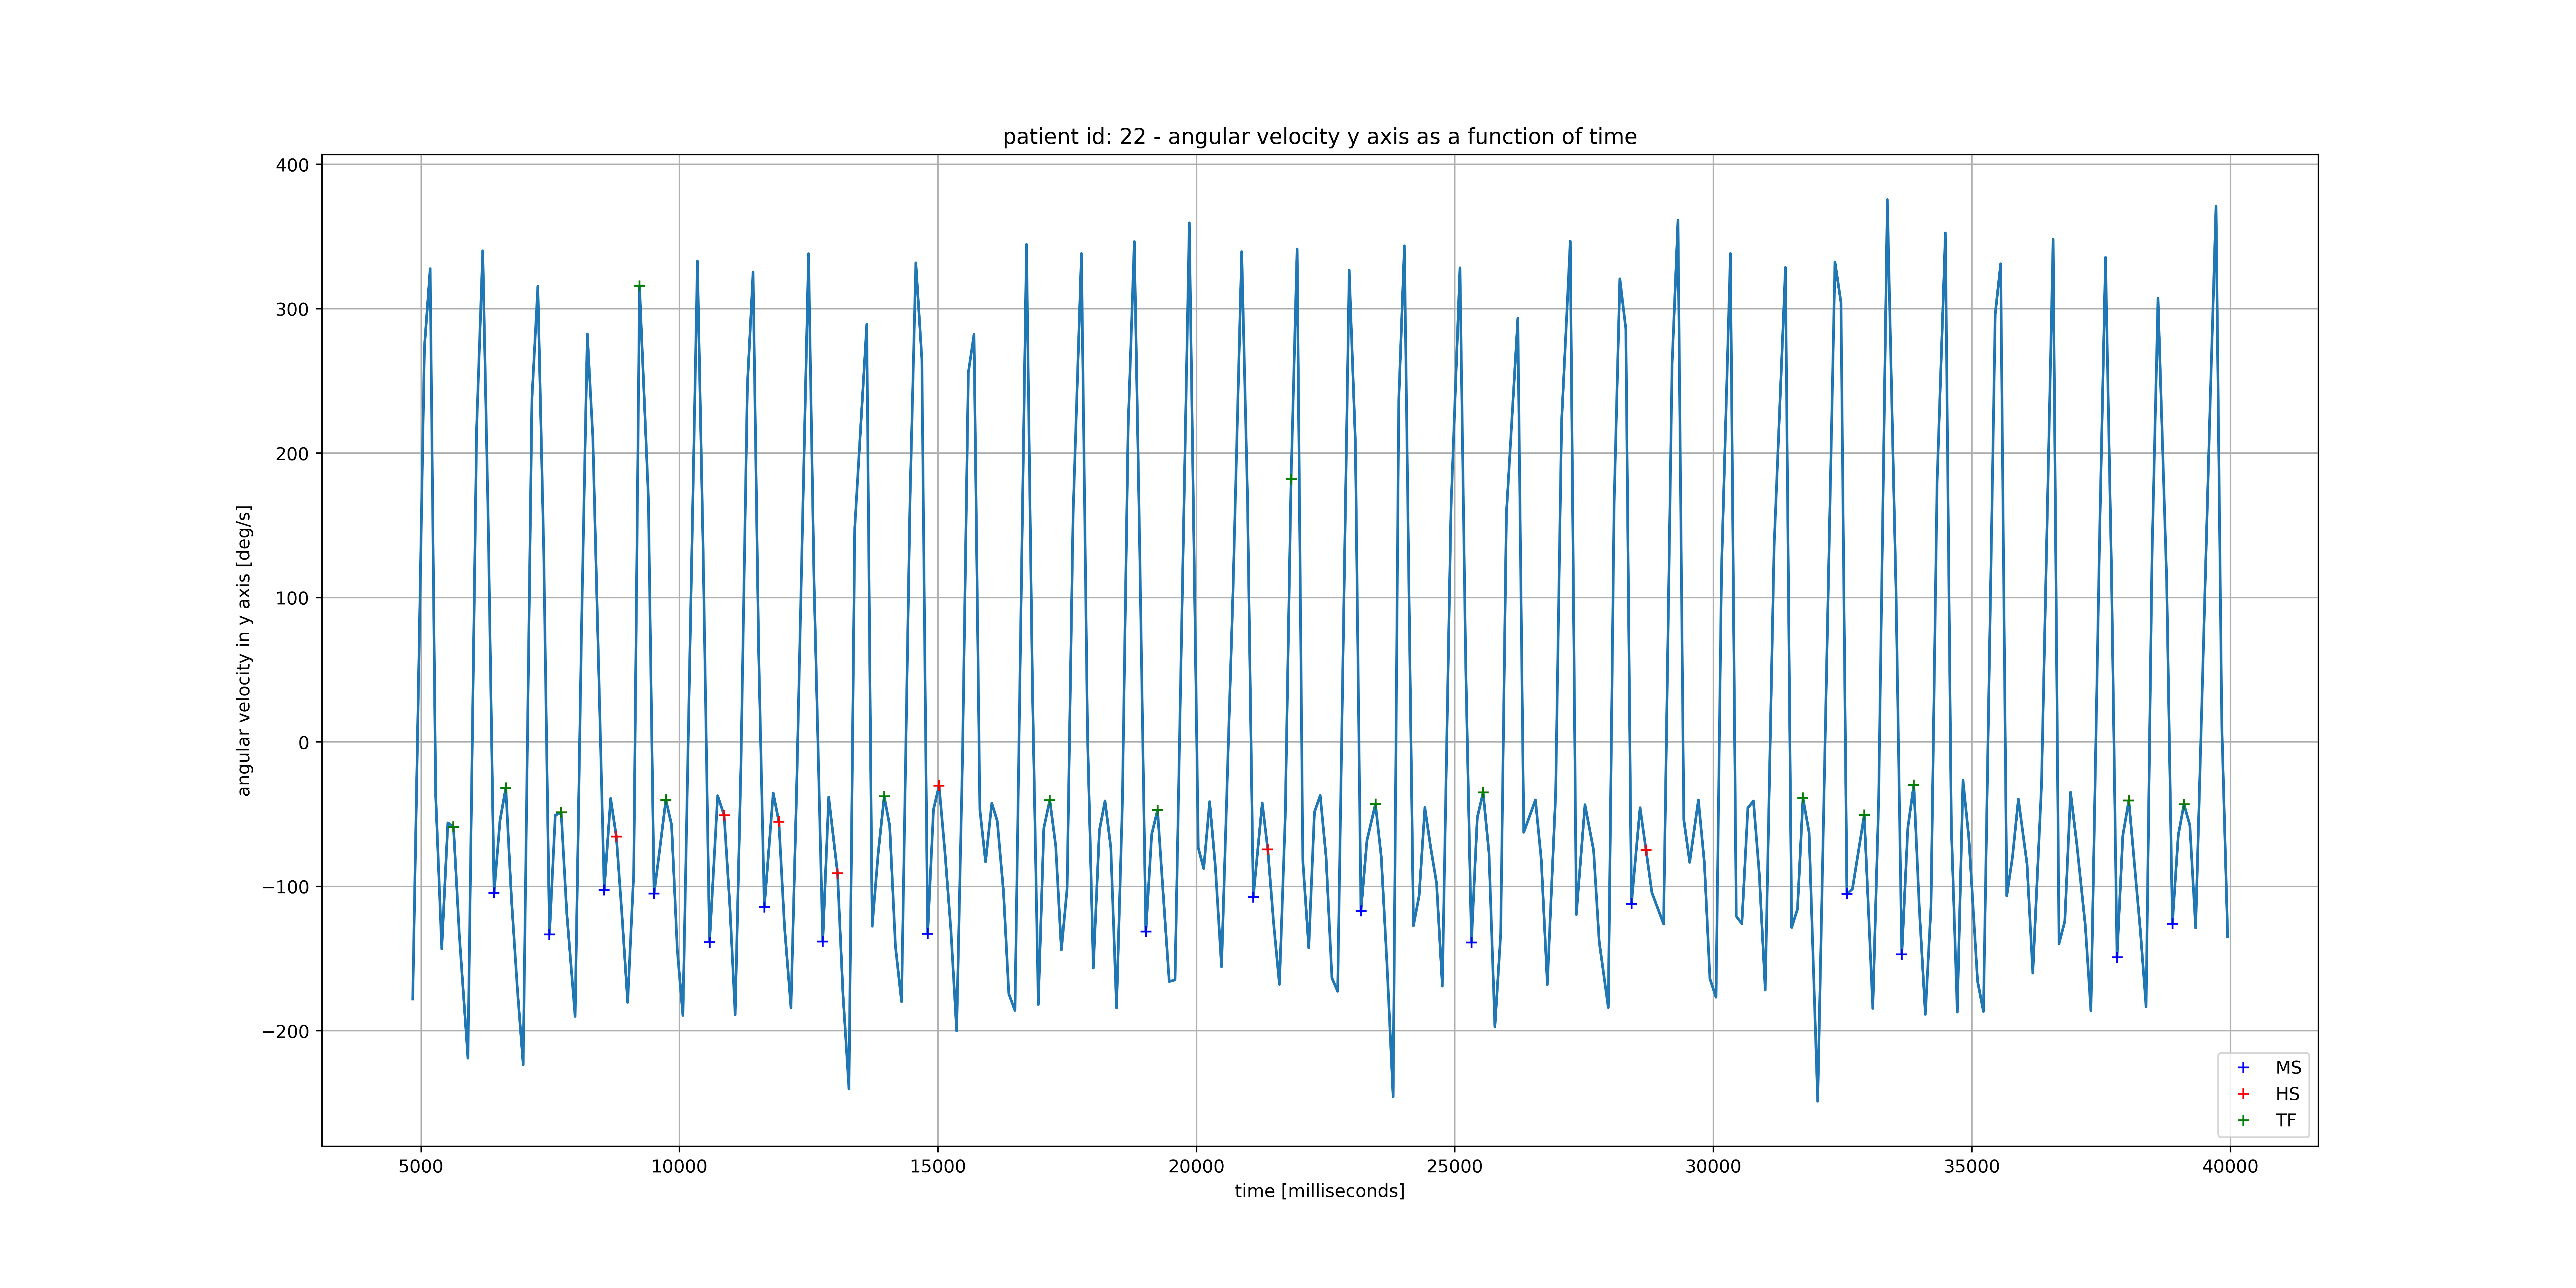 patient id: 22 - angular velocity y axis as a function of time
angular velocity in y axis [deg/s]
400
300
200
100
0
−100
−200
5000
10000
15000
20000
25000
30000
35000
40000
time [milliseconds]
MS
HS
TF